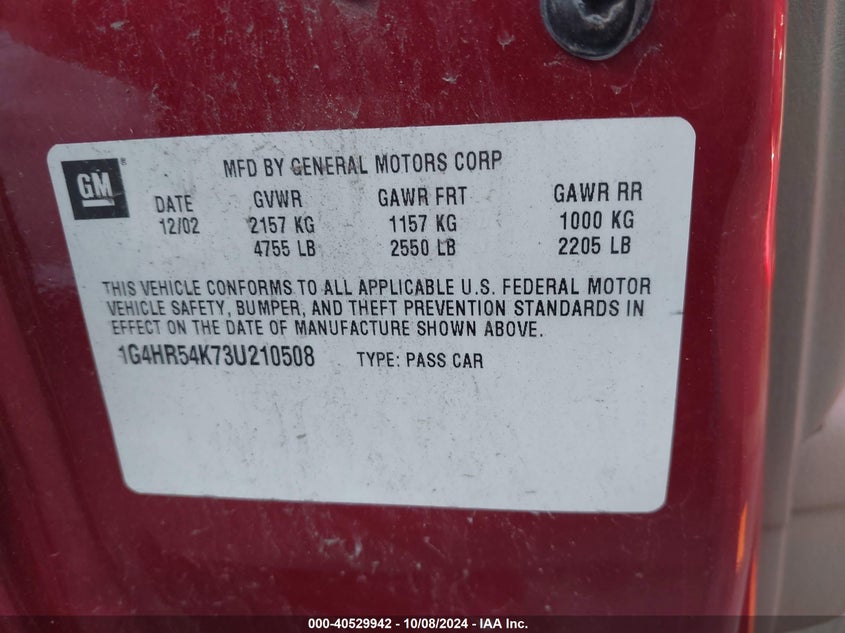 GM
MFD BY GENERAL MOTORS CORP
DATE GVWR GAWR FRT GAWR RR
12/02 2157 KG 1157 KG 1000 KG
4755 LB 2550 LB 2205 LB
THIS VEHICLE CONFORMS TO ALL APPLICABLE U.S. FEDERAL MOTOR
VEHICLE SAFETY, BUMPER, AND THEFT PREVENTION STANDARDS IN
EFFECT ON THE DATE OF MANUFACTURE SHOWN ABOVE.
1G4HR54K73U210508 TYPE: PASS CAR
000-40529942 - 10/08/2024 - IAA Inc.